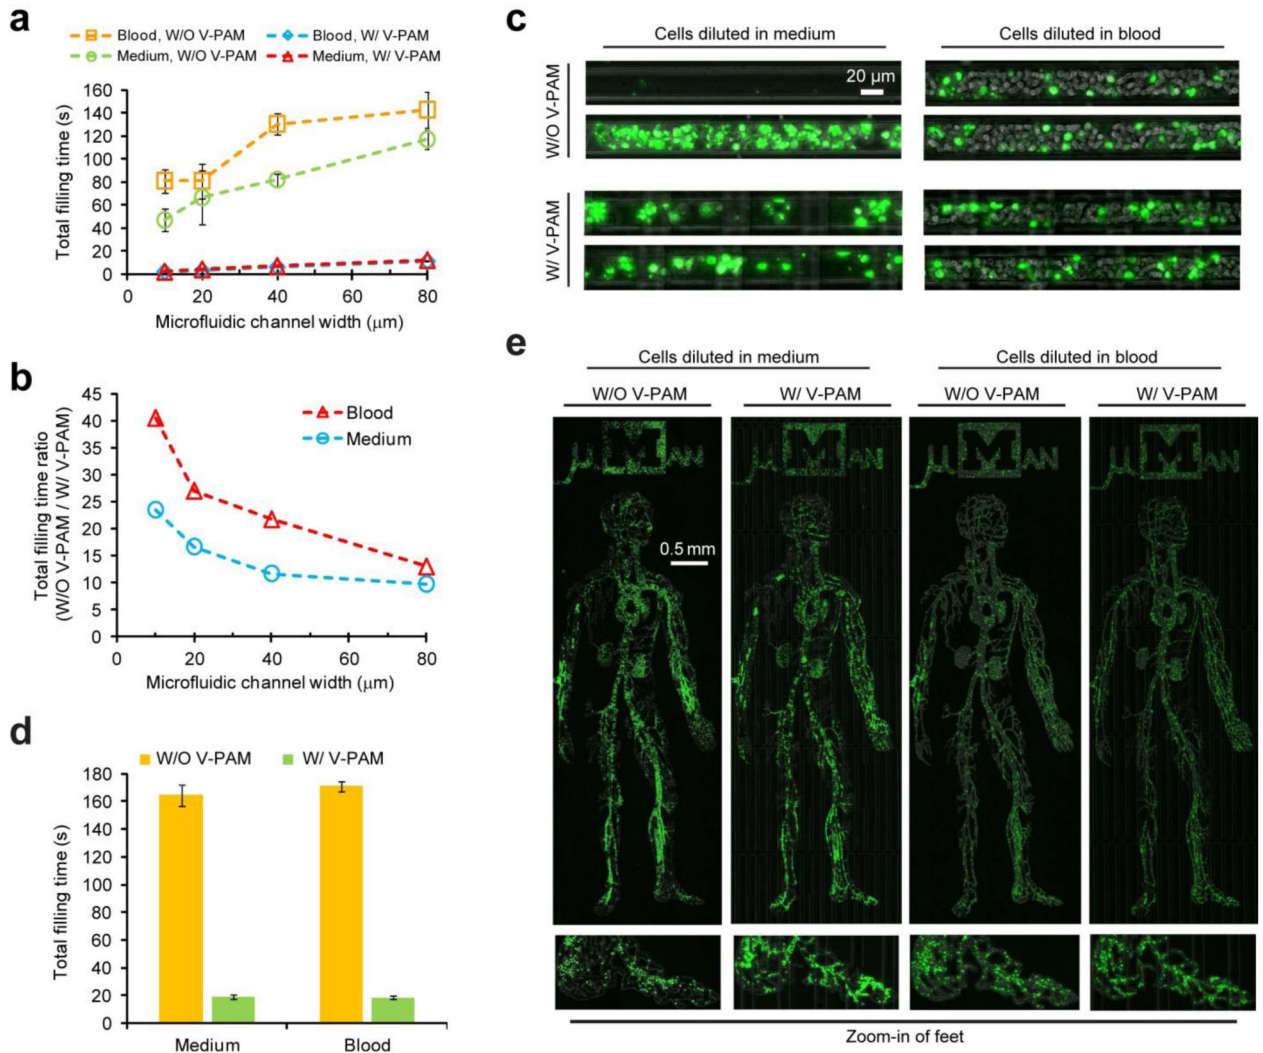 a
Blood, W/O V-PAM
Blood, W/ V-PAM
Medium, W/O V-PAM
Medium, W/ V-PAM
Total filling time (s)
160
140
120
100
80
60
40
20
0
0
20
40
60
80
Microfluidic channel width (μm)
b
Total filling time ratio
(W/O V-PAM / W/ V-PAM)
45
40
35
30
25
20
15
10
5
0
Blood
Medium
0
20
40
60
80
Microfluidic channel width (μm)
d
W/O V-PAM
W/ V-PAM
Total filling time (s)
180
160
140
120
100
80
60
40
20
0
Medium
Blood
c
Cells diluted in medium
Cells diluted in blood
W/O V-PAM
20 μm
W/ V-PAM
e
Cells diluted in medium
Cells diluted in blood
W/O V-PAM
W/ V-PAM
W/O V-PAM
W/ V-PAM
μMAN
μMAN
μMAN
μMAN
0.5 mm
Zoom-in of feet